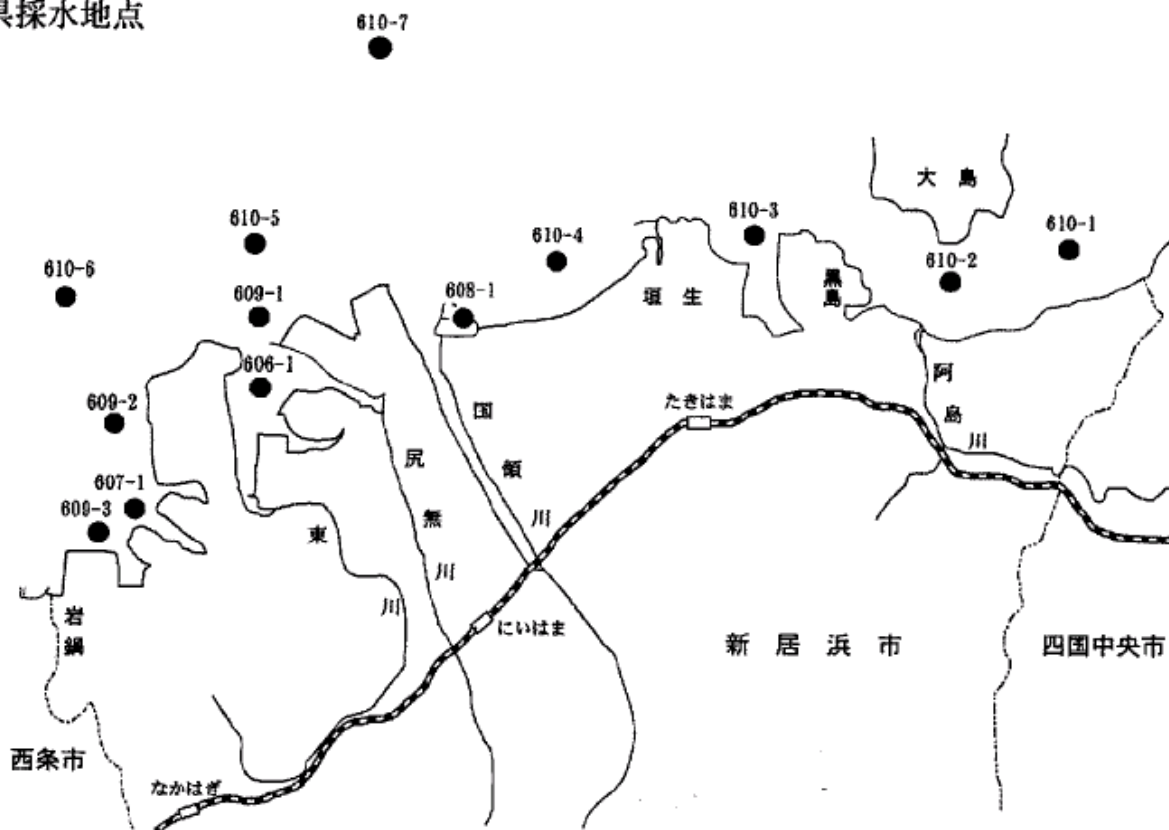 県採水地点
610-7
大島
610-5
610-3
610-1
610-4
610-2
610-6
黒島
608-1
垣生
609-1
606-1
阿島川
たきはま
国領川
609-2
尻無川
607-1
609-3
東川
岩鍋
にいはま
新居浜市
四国中央市
西条市
なかはぎ